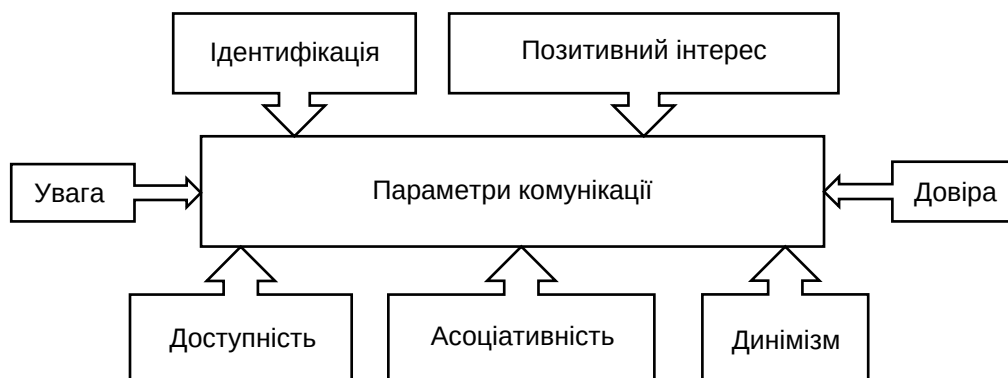 Ідентифікація
Позитивний інтерес
Увага
Параметри комунікації
Довіра
Доступність
Асоціативність
Динімізм